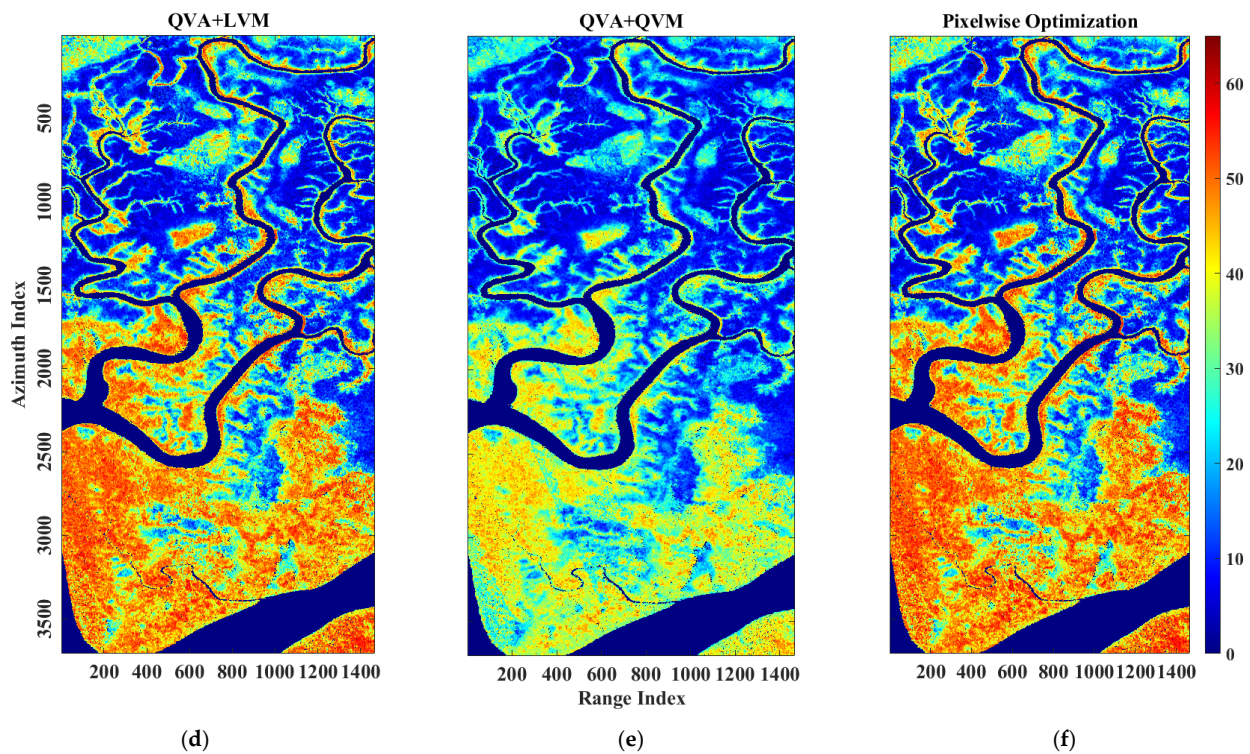 QVA+LVM
QVA+QVM
Pixelwise Optimization
Azimuth Index
500
1000
1500
2000
2500
3000
3500
60
50
40
30
20
10
0
200 400 600 800 1000 1200 1400
200 400 600 800 1000 1200 1400
200 400 600 800 1000 1200 1400
Range Index
(d)
(e)
(f)